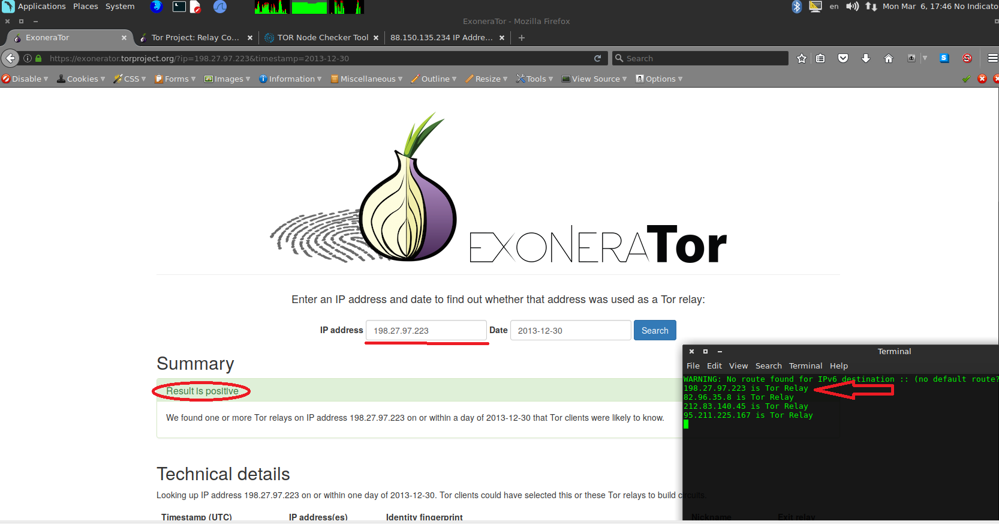 Applications Places System en Mon Mar 6, 17:46 No Indicato
ExoneraTor - Mozilla Firefox
ExoneraTor Tor Project: Relay Co... TOR Node Checker Tool 88.150.135.234 IP Addre...
https://exonerator.torproject.org/?ip=198.27.97.223&timestamp=2013-12-30 Search
Disable Cookies CSS Forms Images Information Miscellaneous Outline Resize Tools View Source Options
EXONERATor
Enter an IP address and date to find out whether that address was used as a Tor relay:
IP address 198.27.97.223 Date 2013-12-30 Search
Summary
Result is positive
We found one or more Tor relays on IP address 198.27.97.223 on or within a day of 2013-12-30 that Tor clients were likely to know.
Technical details
Looking up IP address 198.27.97.223 on or within one day of 2013-12-30. Tor clients could have selected this or these Tor relays to build circuits.
Timestamp (UTC) IP address(es) Identity fingerprint Nickname Exit relay
Terminal
File Edit View Search Terminal Help
WARNING: No route found for IPv6 destination :: (no default route?
198.27.97.223 is Tor Relay
82.96.35.8 is Tor Relay
212.83.140.45 is Tor Relay
95.211.225.167 is Tor Relay